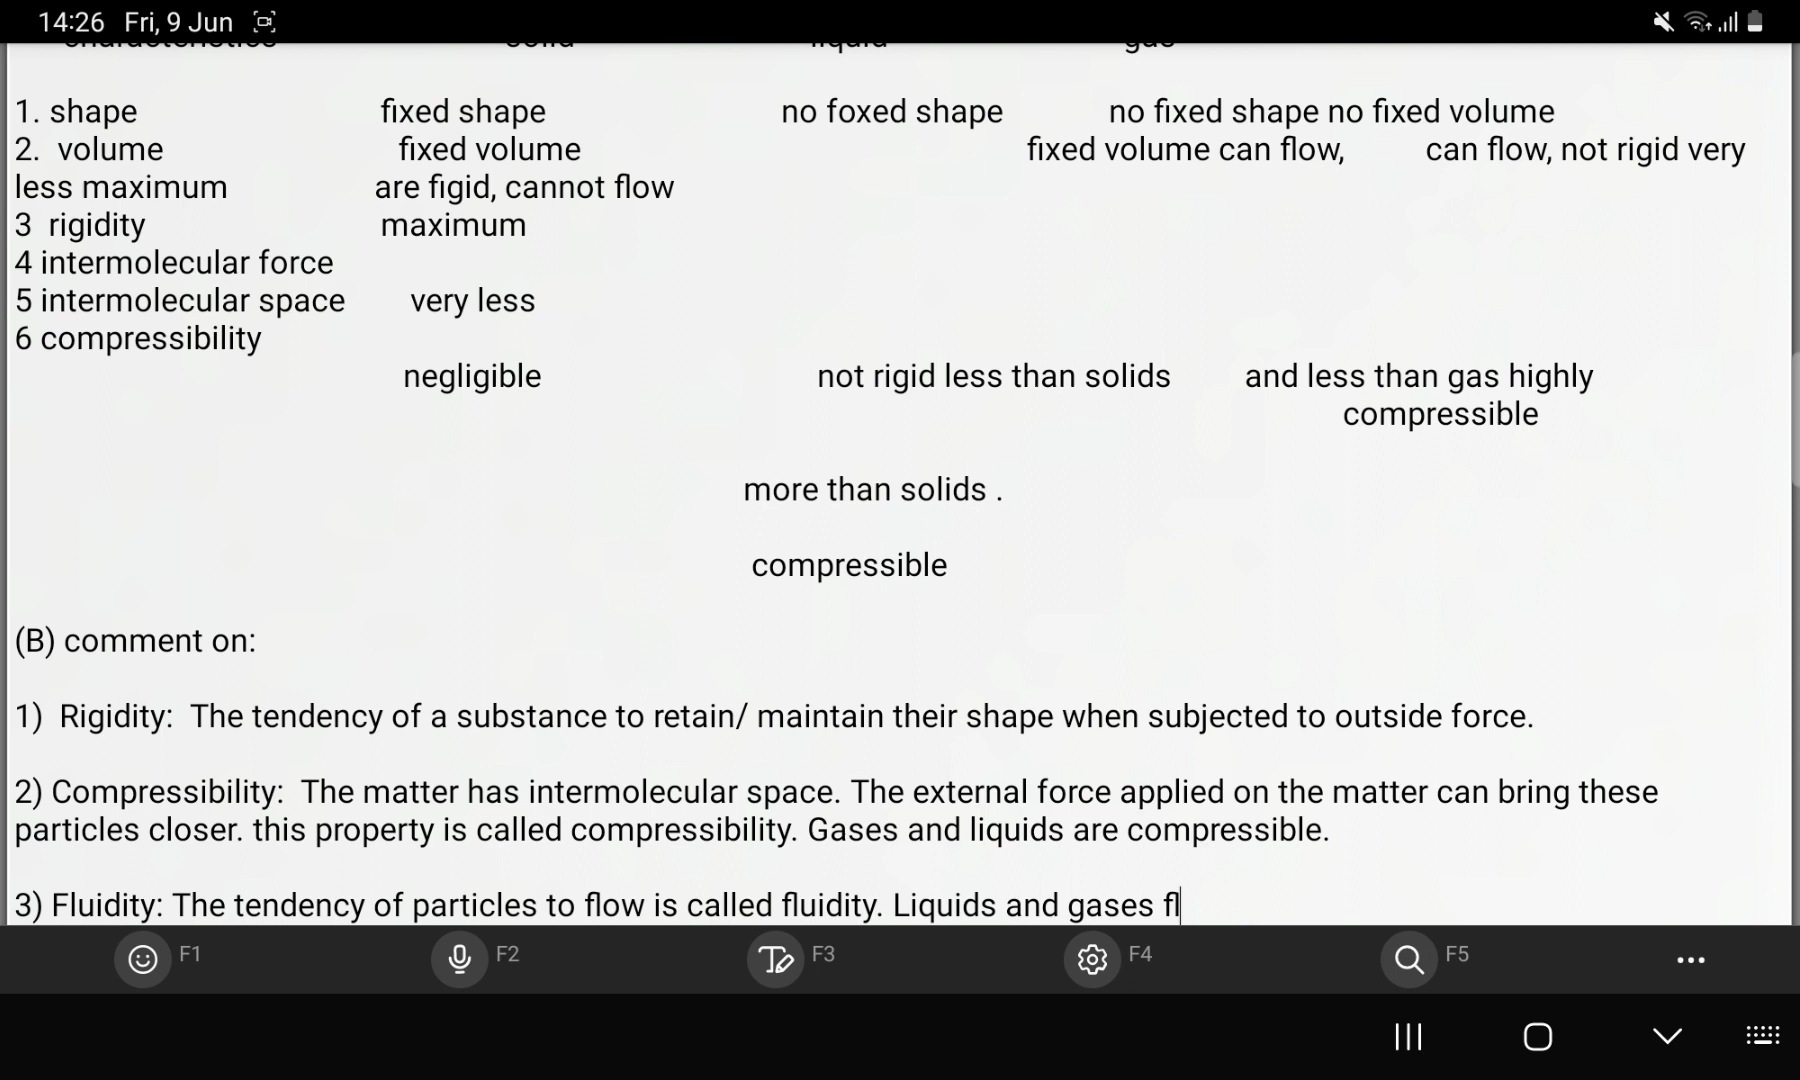 14:26 Fri, 9 Jun
characteristics solid liquid gas
1. shape fixed shape no foxed shape no fixed shape no fixed volume
2. volume fixed volume fixed volume can flow, can flow, not rigid very
less maximum are figid, cannot flow
3 rigidity maximum
4 intermolecular force
5 intermolecular space very less
6 compressibility
negligible not rigid less than solids and less than gas highly
compressible
more than solids .
compressible
(B) comment on:
1) Rigidity: The tendency of a substance to retain/ maintain their shape when subjected to outside force.
2) Compressibility: The matter has intermolecular space. The external force applied on the matter can bring these
particles closer. this property is called compressibility. Gases and liquids are compressible.
3) Fluidity: The tendency of particles to flow is called fluidity. Liquids and gases fl
F1 F2 F3 F4 F5